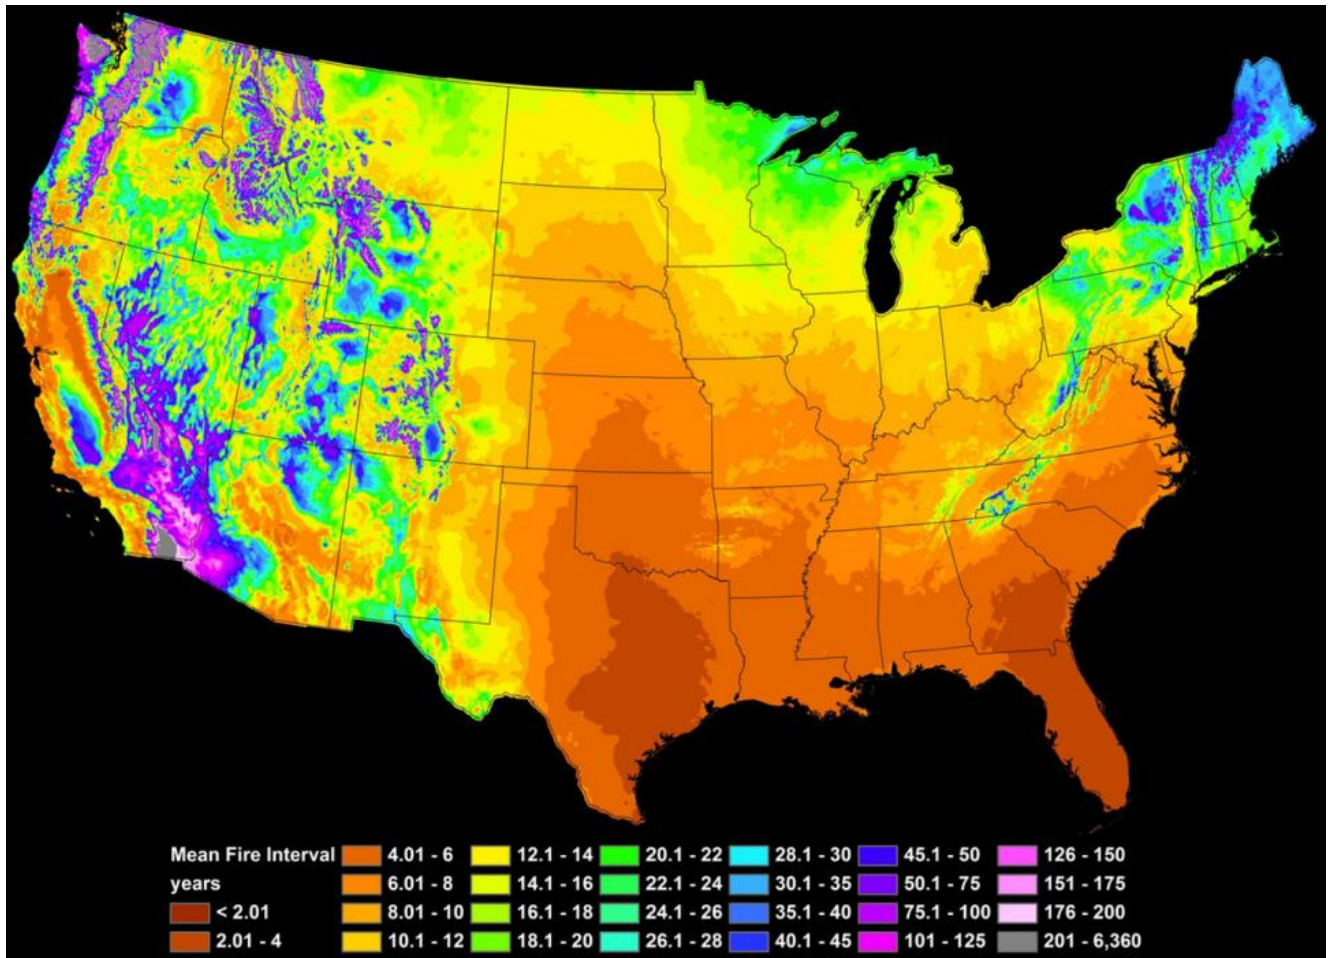 Mean Fire Interval
years
< 2.01
2.01 - 4
4.01 - 6
6.01 - 8
8.01 - 10
10.1 - 12
12.1 - 14
14.1 - 16
16.1 - 18
18.1 - 20
20.1 - 22
22.1 - 24
24.1 - 26
26.1 - 28
28.1 - 30
30.1 - 35
35.1 - 40
40.1 - 45
45.1 - 50
50.1 - 75
75.1 - 100
101 - 125
126 - 150
151 - 175
176 - 200
201 - 6,360